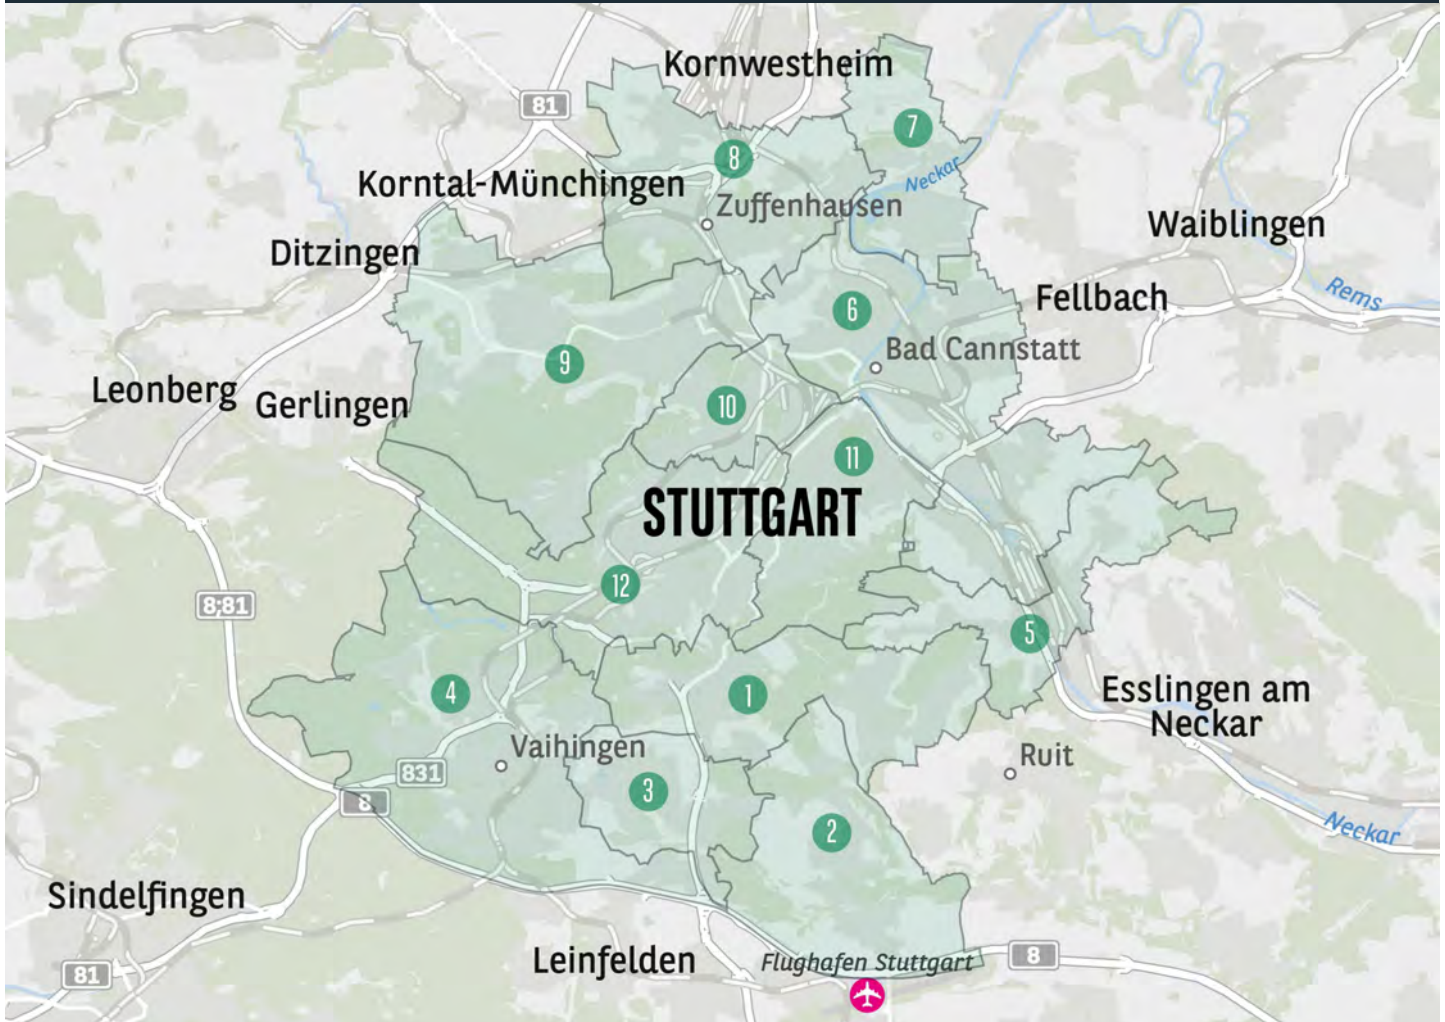 Kornwestheim
81
7
8
Neckar
Korntal-Münchingen
Zuffenhausen
Waiblingen
Ditzingen
Rems
Fellbach
6
Bad Cannstatt
9
Leonberg
Gerlingen
10
11
STUTTGART
12
8;81
5
4
1
Esslingen am
Neckar
Vaihingen
Ruit
831
3
8
2
Neckar
Sindelfingen
Leinfelden
Flughafen Stuttgart
8
81